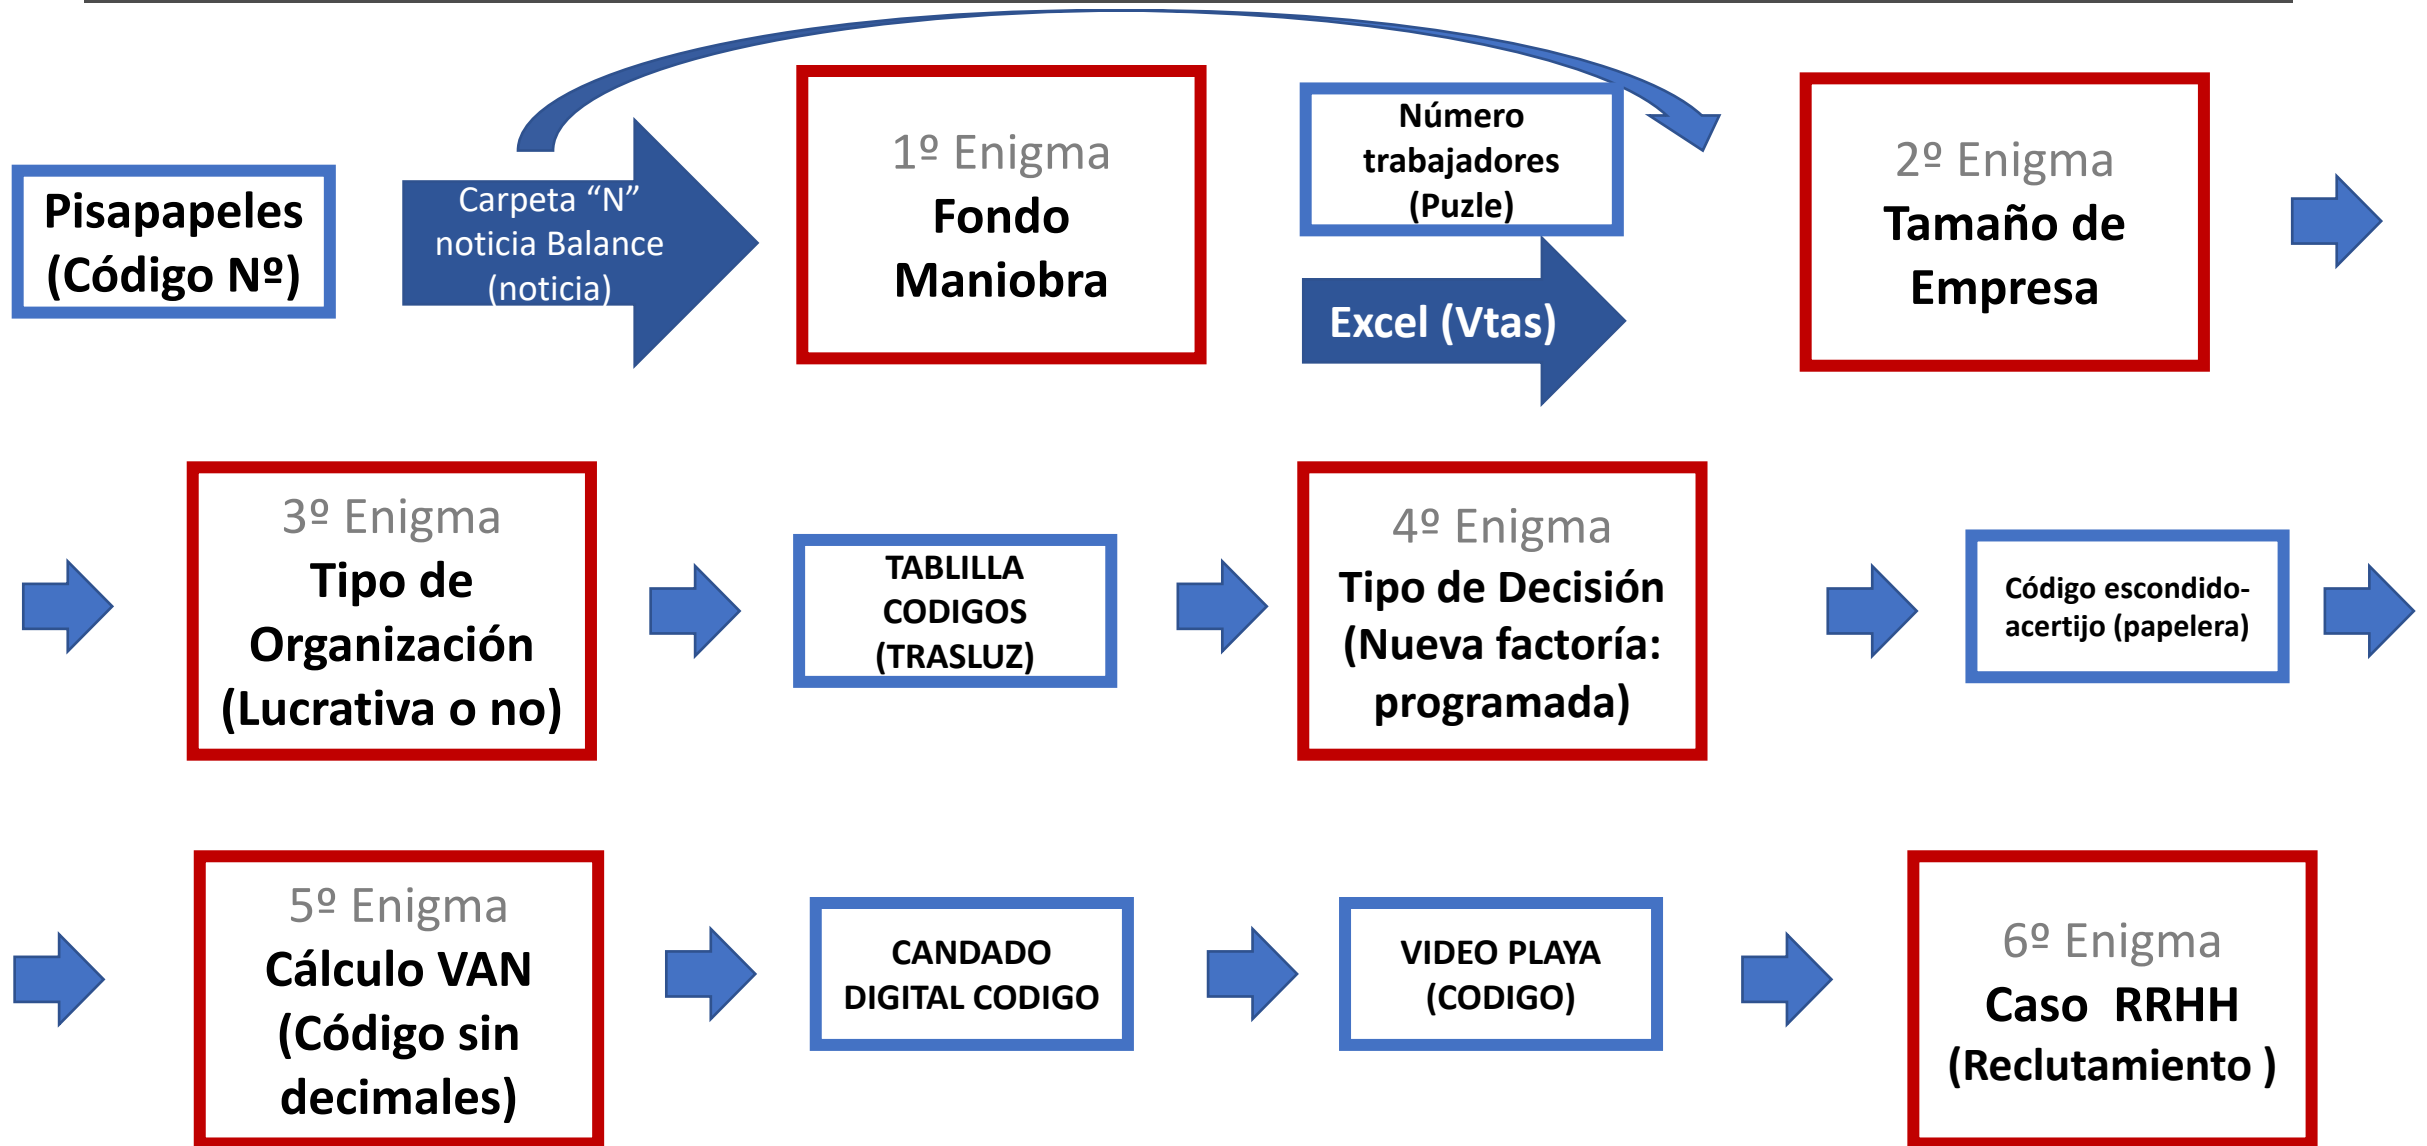 Pisapapeles
(Código Nº)
Carpeta “N”
noticia Balance
(noticia)
1º Enigma
Fondo
Maniobra
Número
trabajadores
(Puzle)
Excel (Vtas)
2º Enigma
Tamaño de
Empresa
3º Enigma
Tipo de
Organización
(Lucrativa o no)
TABLILLA
CODIGOS
(TRASLUZ)
4º Enigma
Tipo de Decisión
(Nueva factoría:
programada)
Código escondido-
acertijo (papelera)
5º Enigma
Cálculo VAN
(Código sin
decimales)
CANDADO
DIGITAL CODIGO
VIDEO PLAYA
(CODIGO)
6º Enigma
Caso  RRHH
(Reclutamiento )